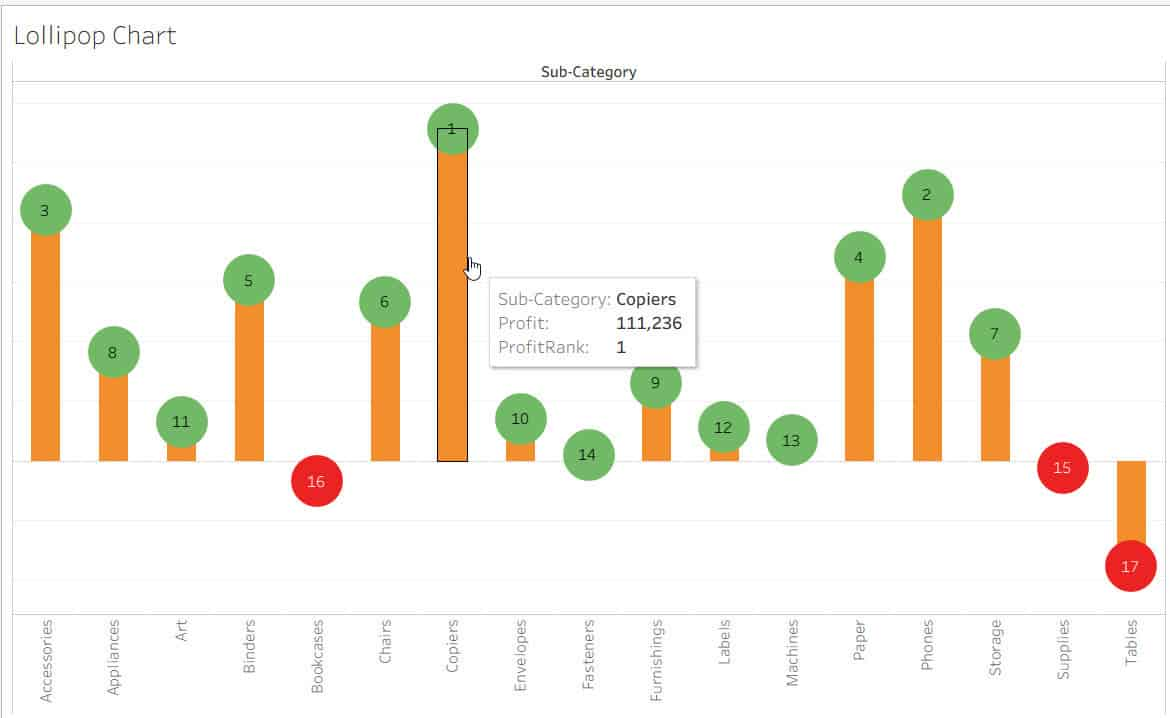 Lollipop Chart
Sub-Category
1
2
3
4
5
6
7
8
9
10
11
12
13
14
15
16
17
Sub-Category: Copiers
Profit: 111,236
ProfitRank: 1
Accessories
Appliances
Art
Binders
Bookcases
Chairs
Copiers
Envelopes
Fasteners
Furnishings
Labels
Machines
Paper
Phones
Storage
Supplies
Tables